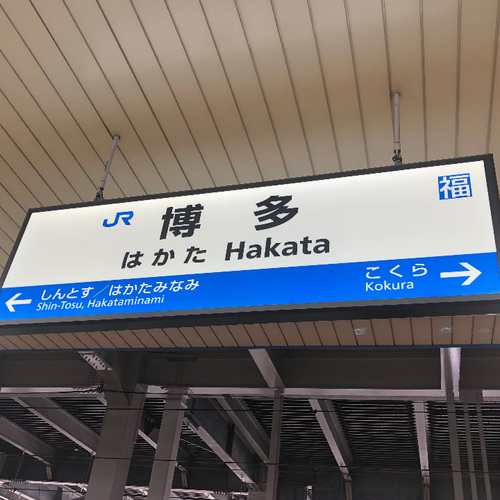 JR 博多 福
はかた Hakata
← しんとす／はかたみなみ
Shin-Tosu, Hakataminami
こくら →
Kokura